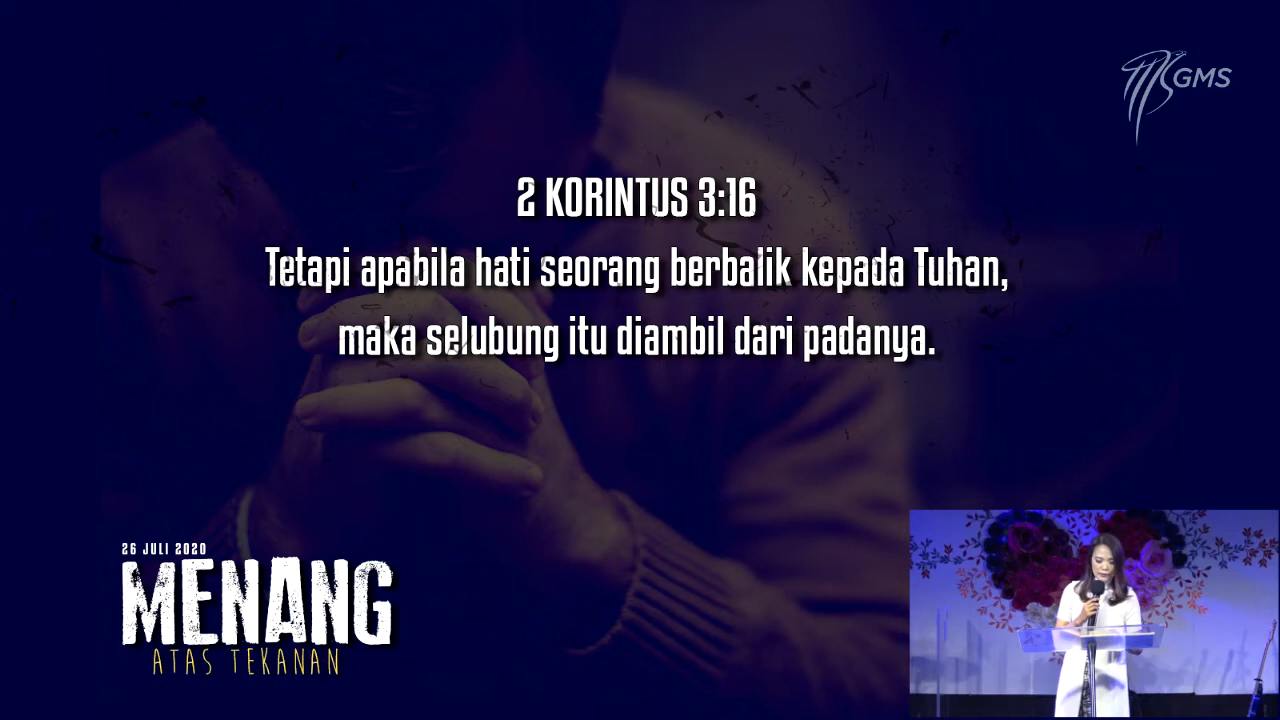 GMS
2 KORINTUS 3:16
Tetapi apabila hati seorang berbalik kepada Tuhan,
maka selubung itu diambil dari padanya.
26 JULI 2020
MENANG
ATAS TEKANAN